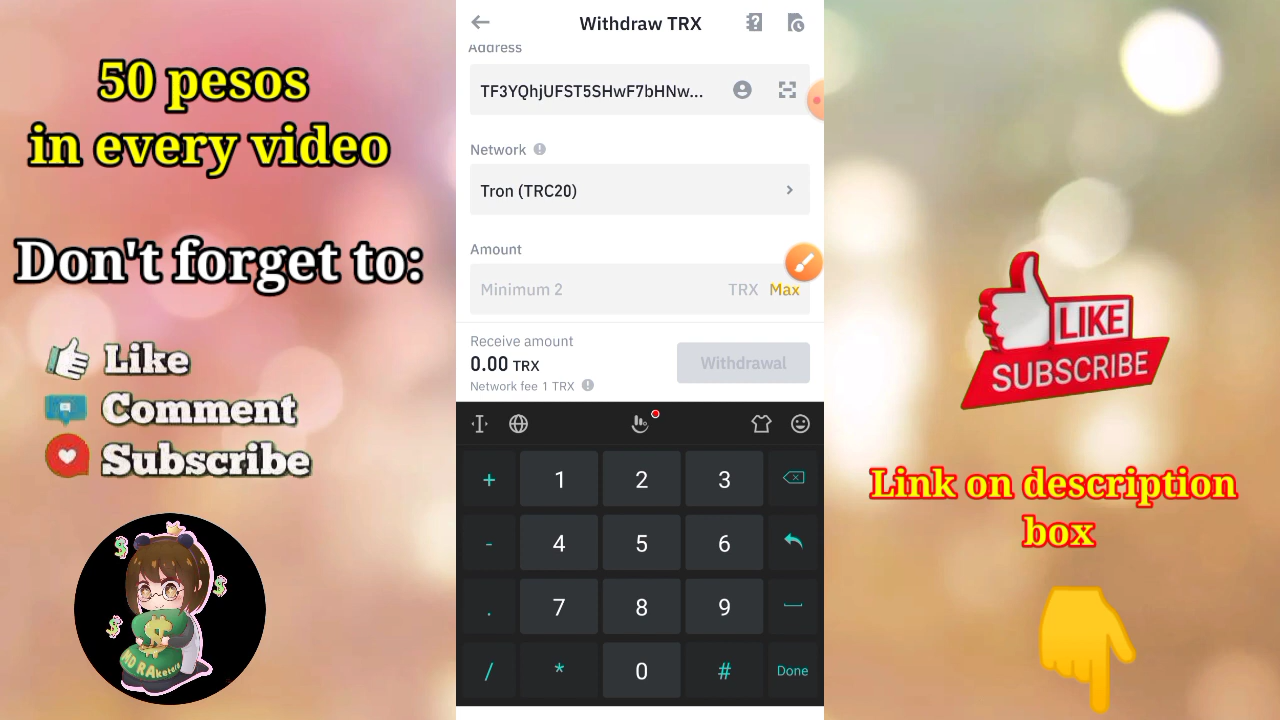 50 pesos
in every video
Don't forget to:
Like
Comment
Subscribe
Withdraw TRX
Address
TF3YQhjUFST5SHwF7bHNw...
Network
Tron (TRC20)
Amount
Minimum 2 TRX Max
Receive amount
0.00 TRX
Network fee 1 TRX
Withdrawal
+ 1 2 3
- 4 5 6
. 7 8 9
/ * 0 # Done
LIKE
SUBSCRIBE
Link on description
box